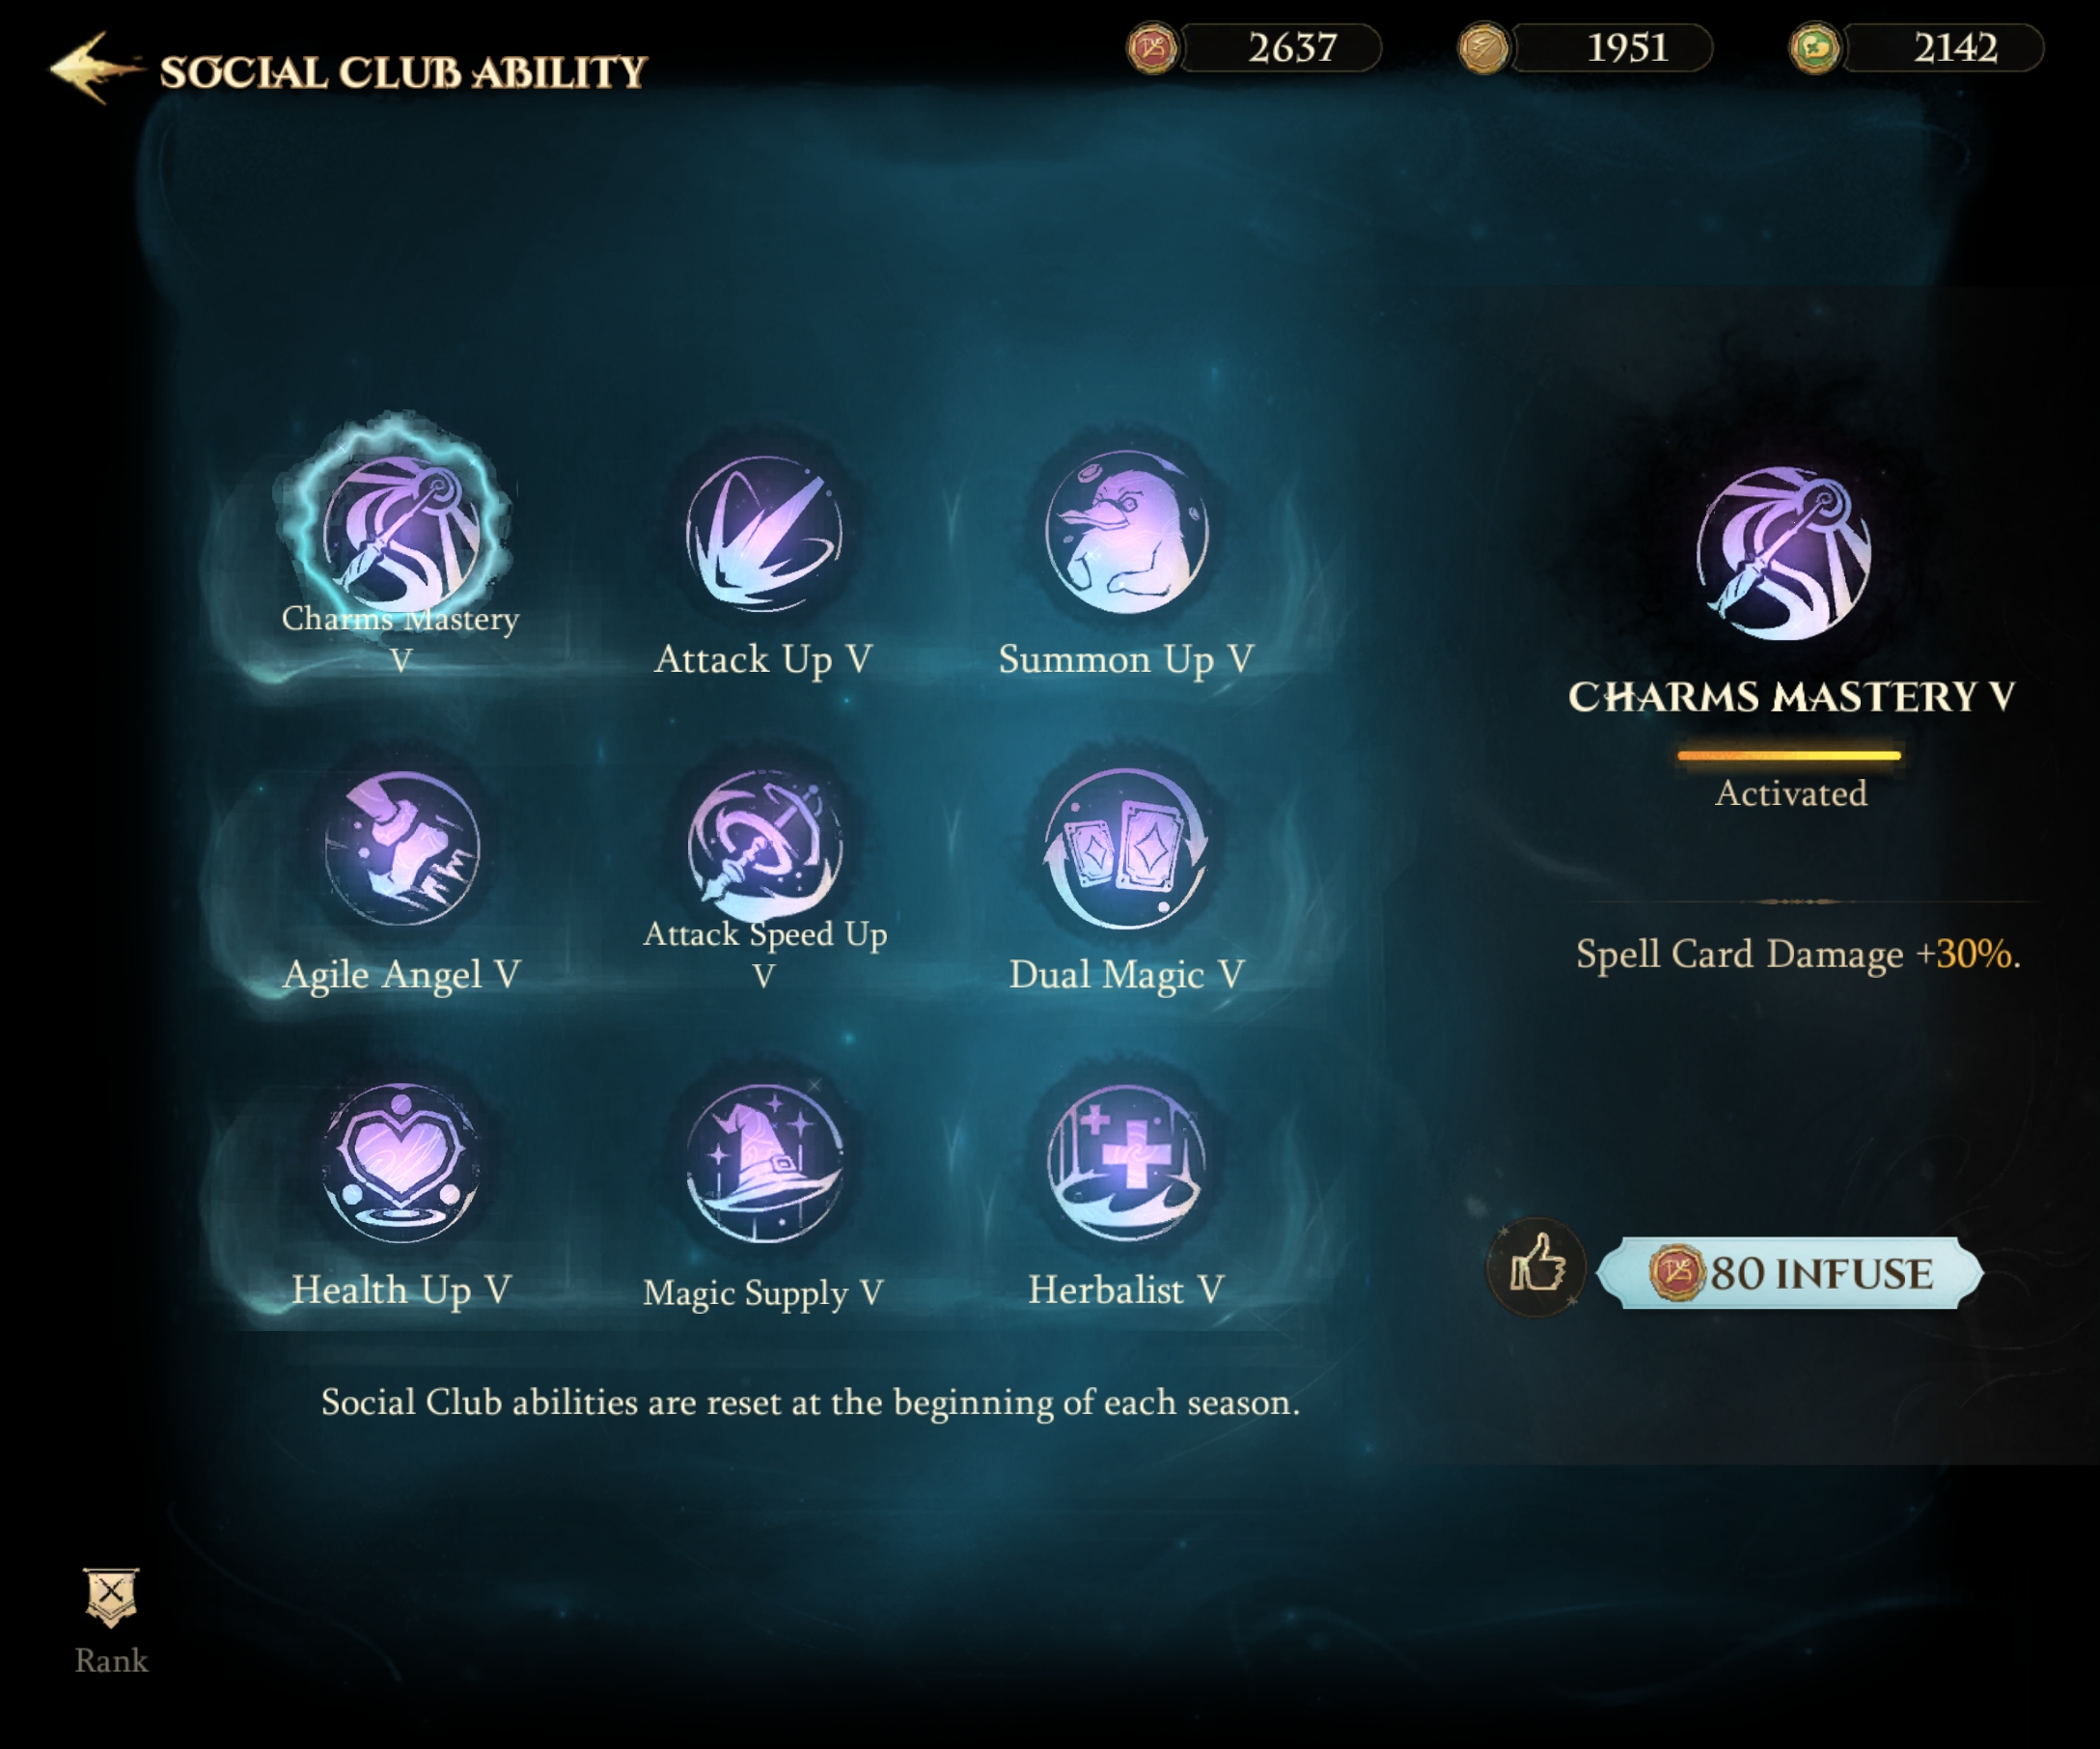 SOCIAL CLUB ABILITY
2637
1951
2142
Charms Mastery
V
Attack Up V
Summon Up V
Agile Angel V
Attack Speed Up
V
Dual Magic V
Health Up V
Magic Supply V
Herbalist V
Social Club abilities are reset at the beginning of each season.
CHARMS MASTERY V
Activated
Spell Card Damage +30%.
80 INFUSE
Rank